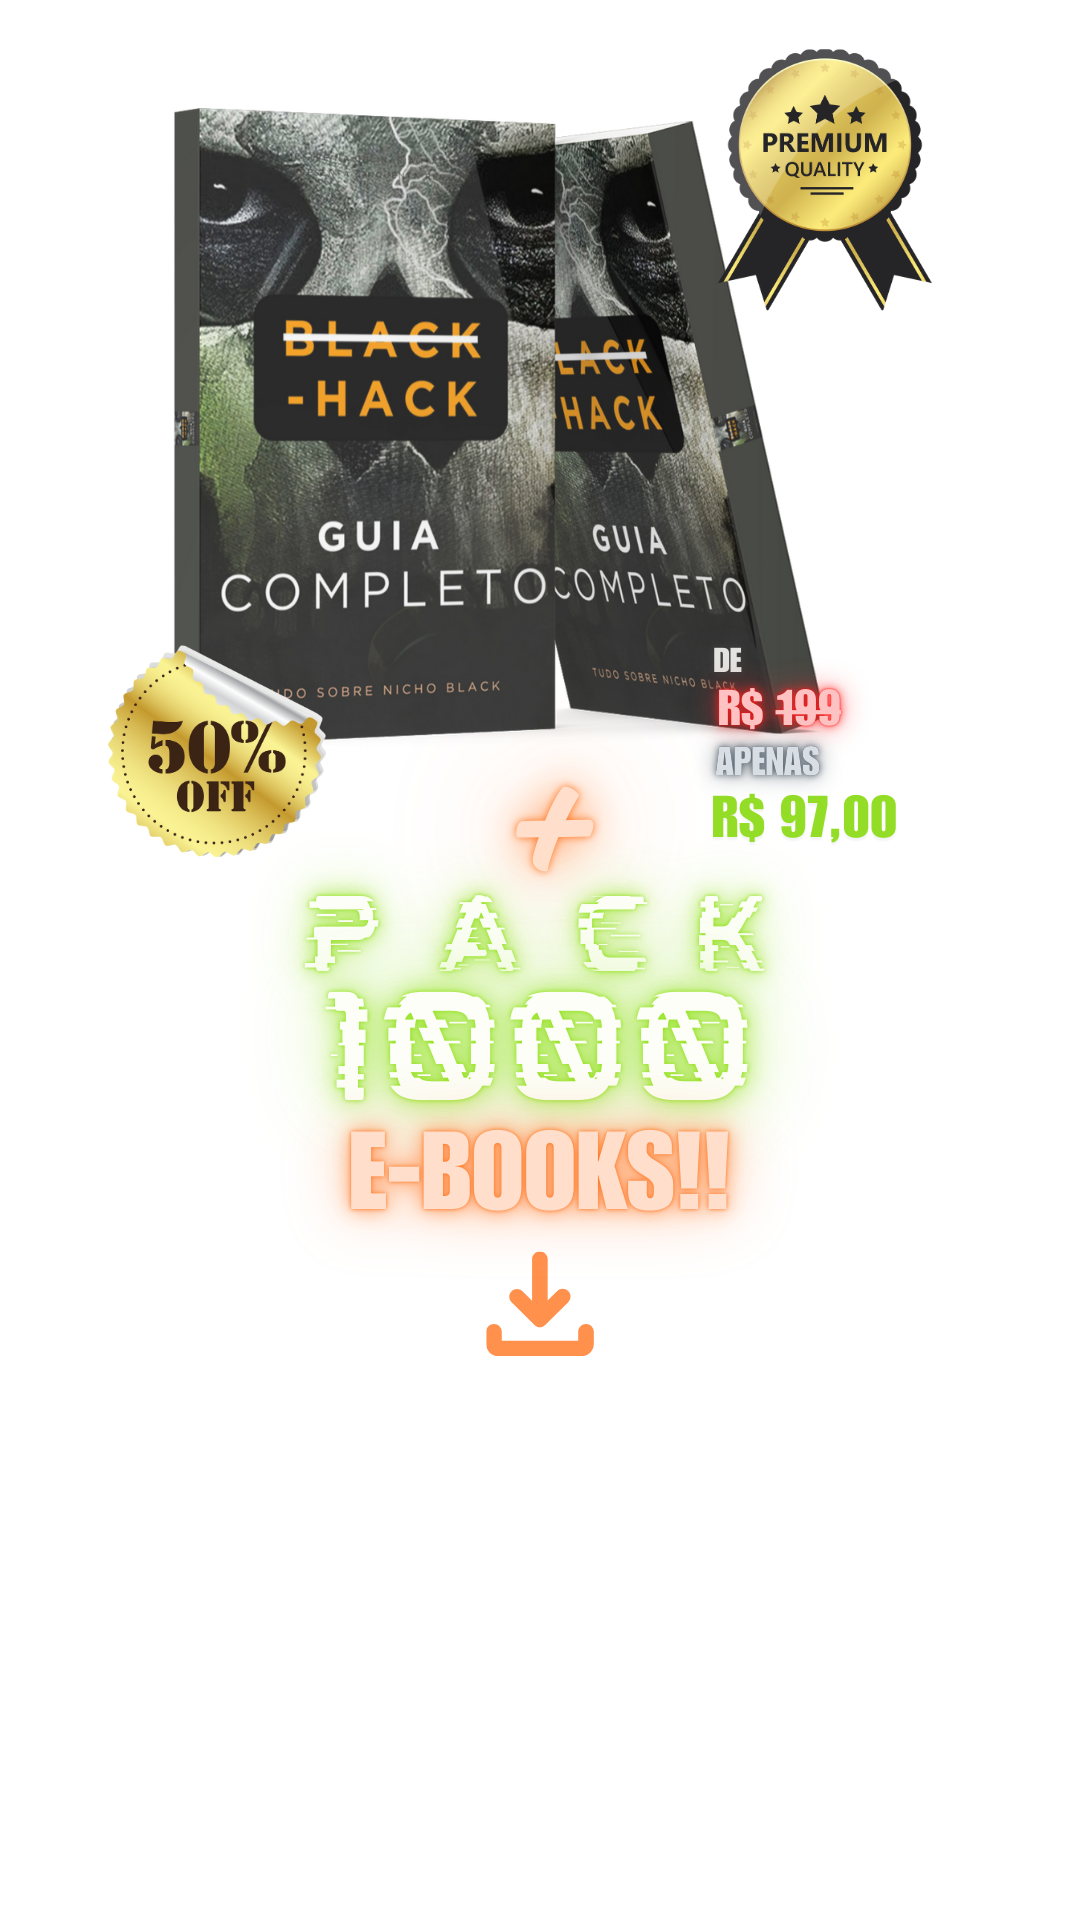 PREMIUM
QUALITY
BLACK
-HACK
GUIA
COMPLETO
SOBRE NICHO BLACK
LACK
HACK
GUIA
COMPLETO
TUDO SOBRE NICHO BLACK
DE
R$ 199
APENAS
R$ 97,00
50%
OFF
+
PACK
1000
E-BOOKS!!